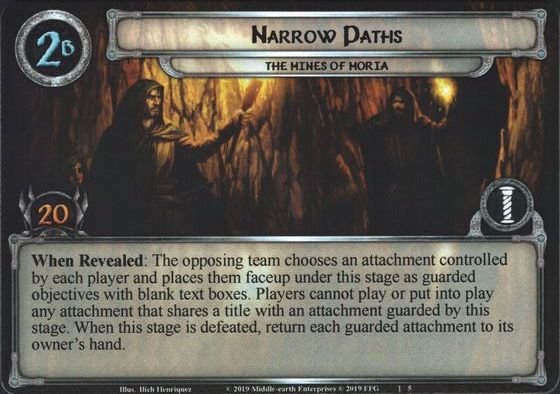 2B
NARROW PATHS
THE MINES OF MORIA
20
When Revealed: The opposing team chooses an attachment controlled
by each player and places them faceup under this stage as guarded
objectives with blank text boxes. Players cannot play or put into play
any attachment that shares a title with an attachment guarded by this
stage. When this stage is defeated, return each guarded attachment to its
owner's hand.
Illus. Ilich Henriquez © 2019 Middle-earth Enterprises © 2019 FFG 5